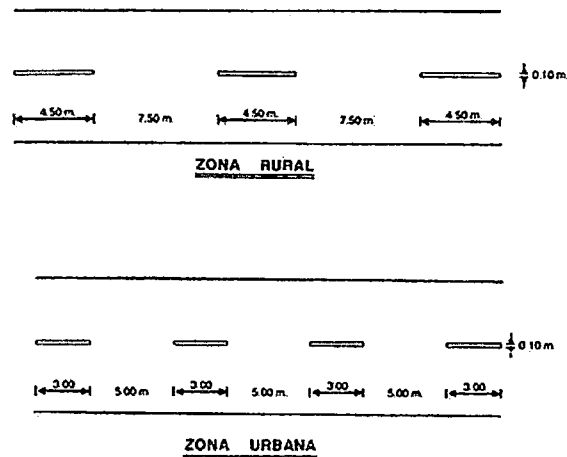 0.10 m.
4.50 m. 7.50 m. 4.50 m. 7.50 m. 4.50 m.
ZONA RURAL
0.10 m.
3.00 5.00 m 3.00 5.00 m. 3.00 5.00 m. 3.00
ZONA URBANA